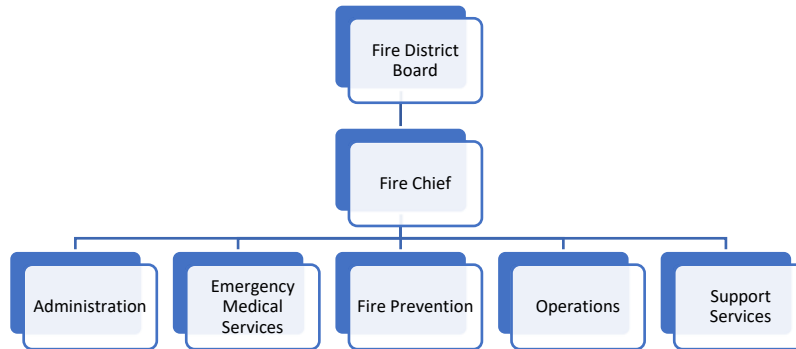 Fire District
Board
Fire Chief
Administration
Emergency
Medical
Services
Fire Prevention
Operations
Support
Services